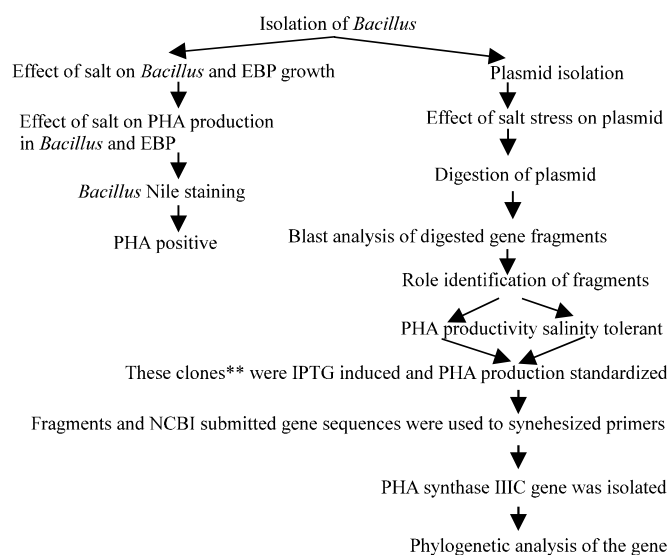 Isolation of Bacillus
Effect of salt on Bacillus and EBP growth
Effect of salt on PHA production
in Bacillus and EBP
Bacillus Nile staining
PHA positive
Plasmid isolation
Effect of salt stress on plasmid
Digestion of plasmid
Blast analysis of digested gene fragments
Role identification of fragments
PHA productivity salinity tolerant
These clones** were IPTG induced and PHA production standardized
Fragments and NCBI submitted gene sequences were used to synehesized primers
PHA synthase IIIC gene was isolated
Phylogenetic analysis of the gene